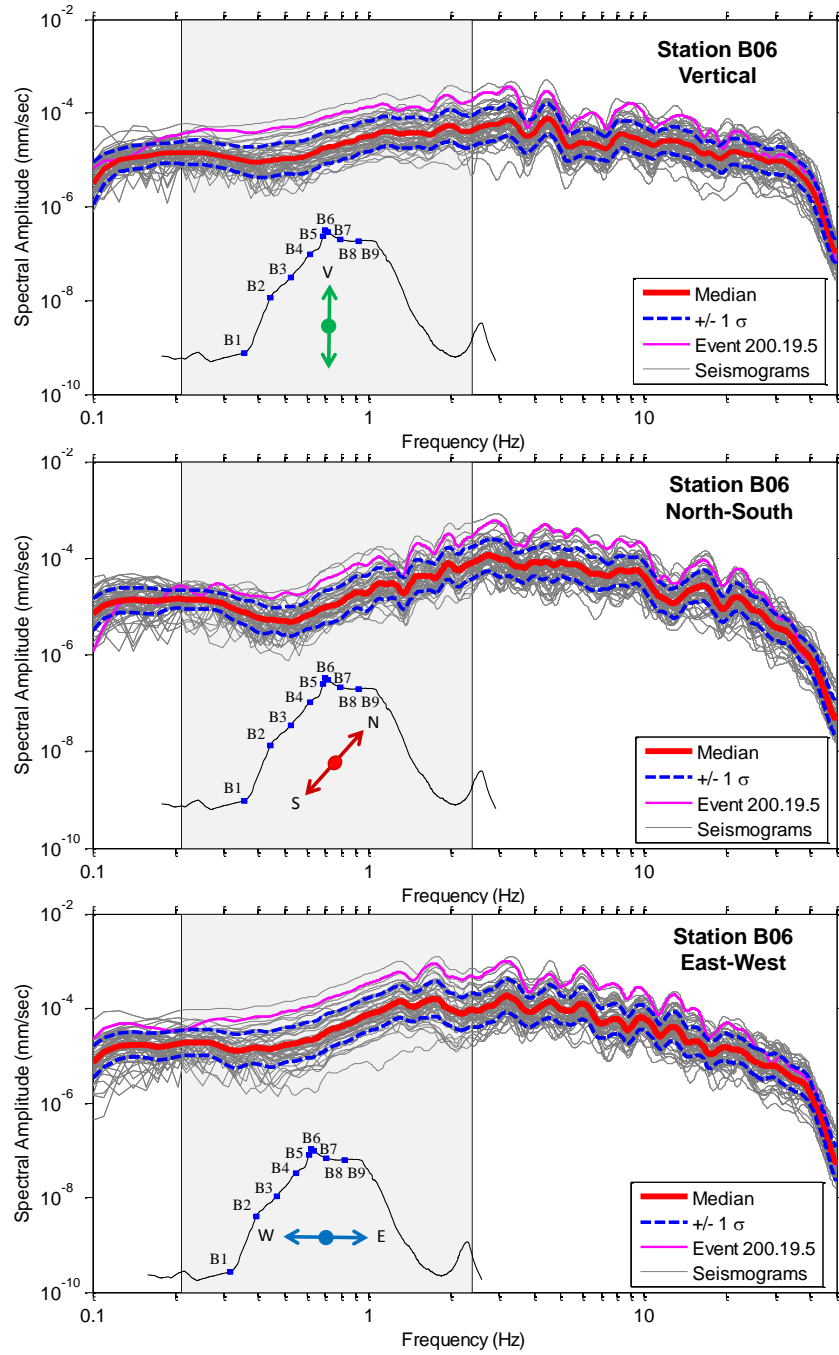 10^-2
Station B06
Vertical
10^-4
Spectral Amplitude (mm/sec)
10^-6
B6
B5 B7
B4 B8 B9
B3 V
B2
10^-8
B1
Median
+/- 1 σ
Event 200.19.5
Seismograms
10^-10
0.1 1 10
Frequency (Hz)
10^-2
Station B06
North-South
10^-4
Spectral Amplitude (mm/sec)
10^-6
B6
B5 B7
B4 B8 B9
B3
B2 N
10^-8
B1
S
Median
+/- 1 σ
Event 200.19.5
Seismograms
10^-10
0.1 1 10
Frequency (Hz)
10^-2
Station B06
East-West
10^-4
Spectral Amplitude (mm/sec)
10^-6
B6
B5 B7
B4 B8 B9
B3
B2
10^-8
W E
B1
Median
+/- 1 σ
Event 200.19.5
Seismograms
10^-10
0.1 1 10
Frequency (Hz)